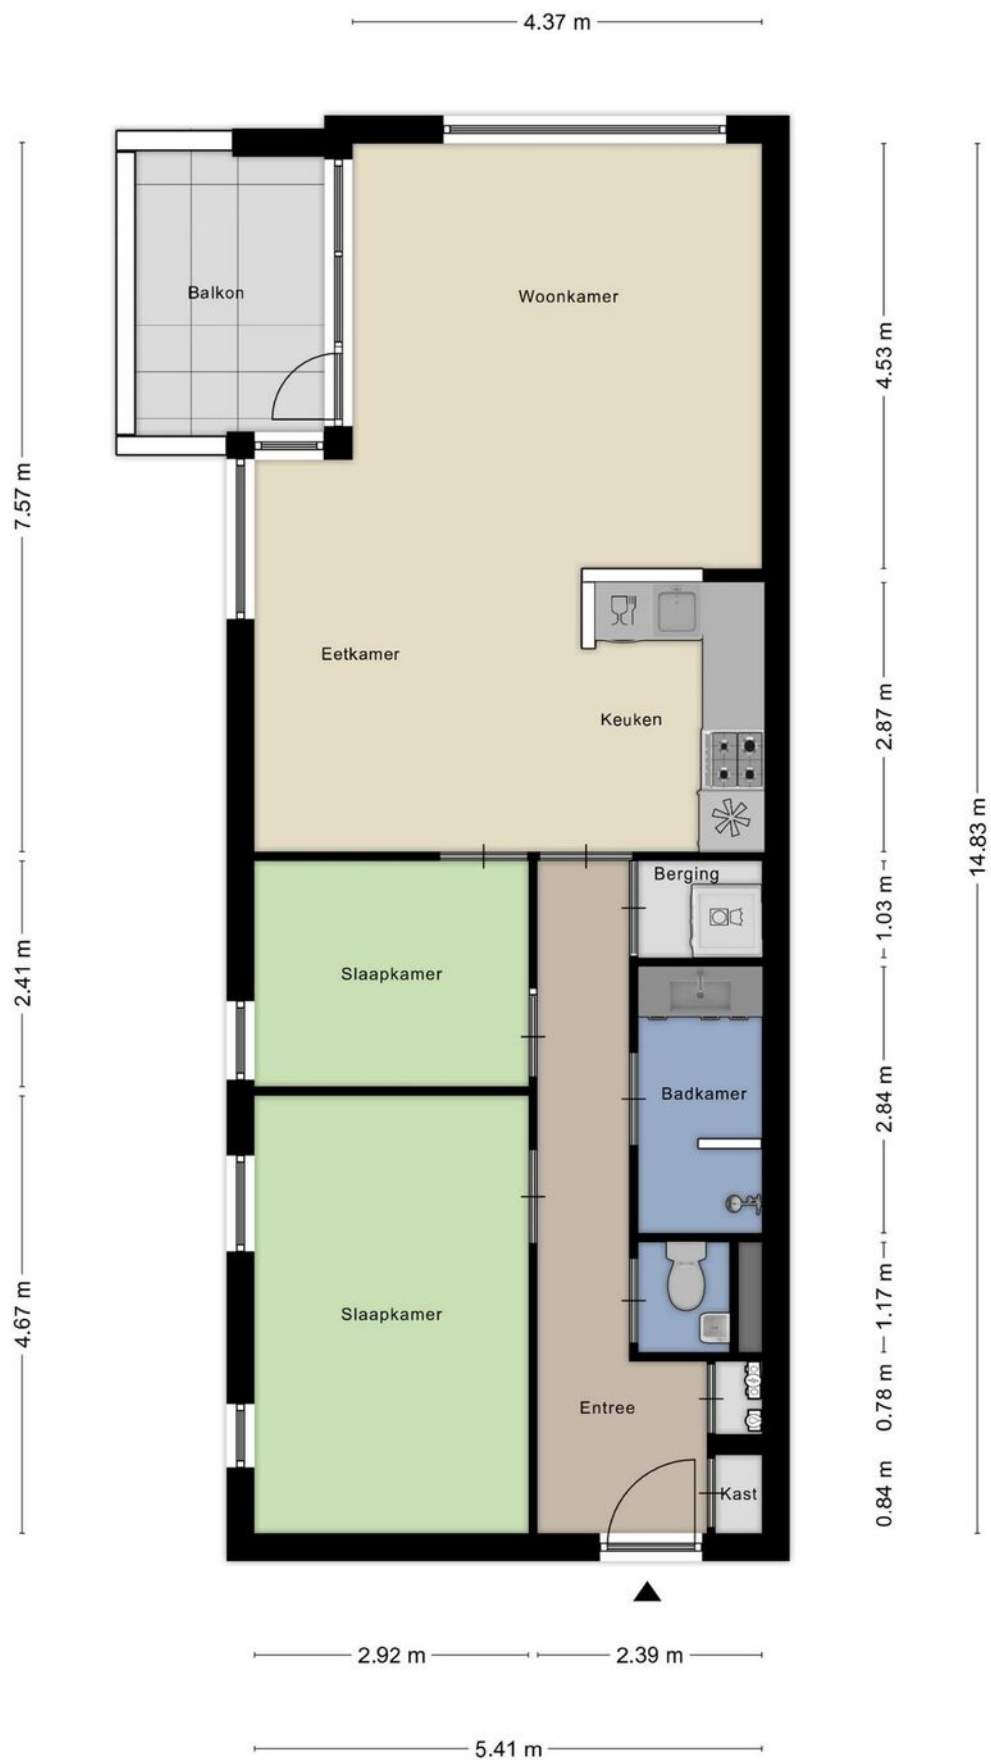 4.37 m
Balkon
Woonkamer
4.53 m
7.57 m
Eetkamer
Keuken
2.87 m
14.83 m
Berging
1.03 m
Slaapkamer
2.41 m
Badkamer
2.84 m
Slaapkamer
4.67 m
1.17 m
Entree
0.78 m
Kast
0.84 m
2.92 m
2.39 m
5.41 m